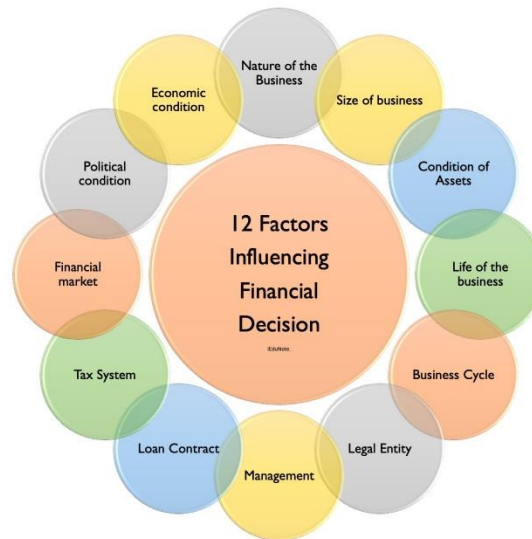 12 Factors
Influencing
Financial
Decision
iEduNote
Nature of the
Business
Size of business
Condition of
Assets
Life of the
business
Business Cycle
Legal Entity
Management
Loan Contract
Tax System
Financial
market
Political
condition
Economic
condition